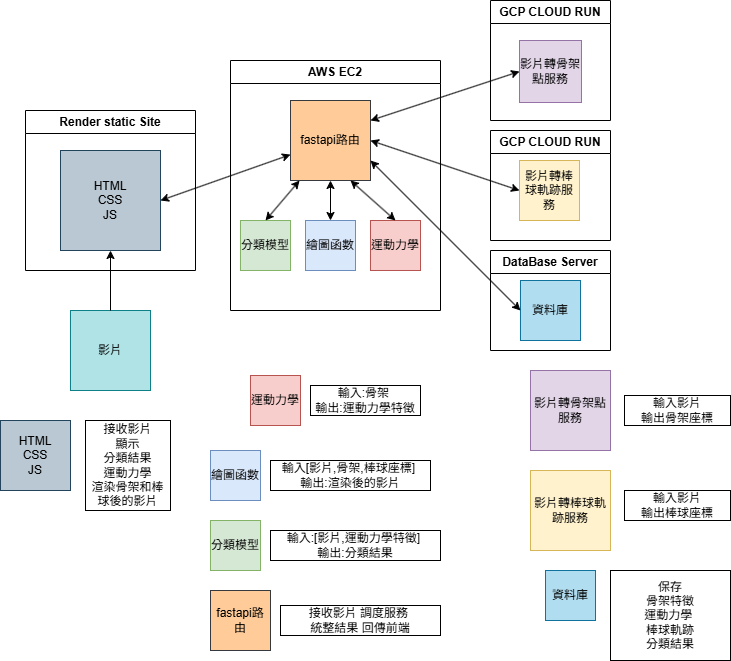 GCP CLOUD RUN
影片轉骨架
點服務
AWS EC2
fastapi路由
Render static Site
HTML
CSS
JS
GCP CLOUD RUN
影片轉棒
球軌跡服
務
分類模型
繪圖函數
運動力學
DataBase Server
資料庫
影片
運動力學
輸入:骨架
輸出:運動力學特徵
影片轉骨架點
服務
輸入影片
輸出骨架座標
HTML
CSS
JS
接收影片
顯示
分類結果
運動力學
渲染骨架和棒
球後的影片
繪圖函數
輸入[影片,骨架,棒球座標]
輸出:渲染後的影片
影片轉棒球軌
跡服務
輸入影片
輸出棒球座標
分類模型
輸入:[影片,運動力學特徵]
輸出:分類結果
fastapi路
由
接收影片 調度服務
統整結果 回傳前端
資料庫
保存
骨架特徵
運動力學
棒球軌跡
分類結果